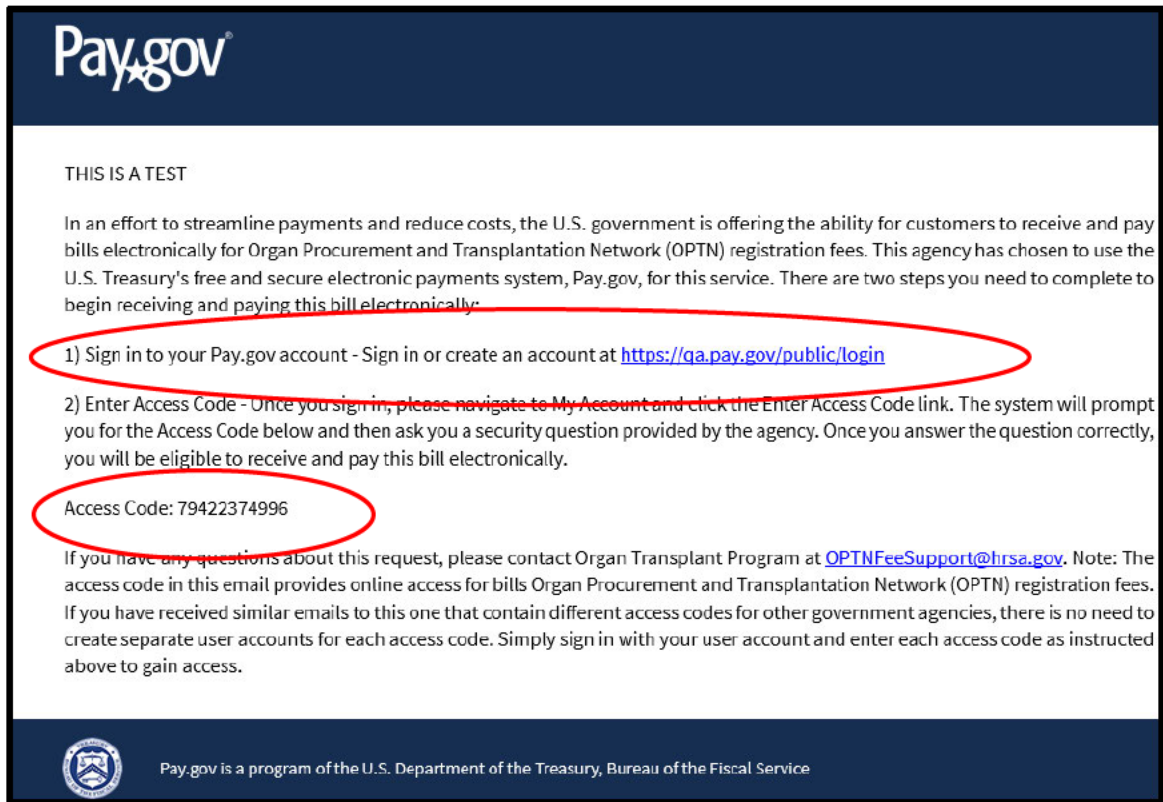 Pay.gov®
THIS IS A TEST
In an effort to streamline payments and reduce costs, the U.S. government is offering the ability for customers to receive and pay
bills electronically for Organ Procurement and Transplantation Network (OPTN) registration fees. This agency has chosen to use the
U.S. Treasury's free and secure electronic payments system, Pay.gov, for this service. There are two steps you need to complete to
begin receiving and paying this bill electronically:
1) Sign in to your Pay.gov account - Sign in or create an account at https://qa.pay.gov/public/login
2) Enter Access Code - Once you sign in, please navigate to My Account and click the Enter Access Code link. The system will prompt
you for the Access Code below and then ask you a security question provided by the agency. Once you answer the question correctly,
you will be eligible to receive and pay this bill electronically.
Access Code: 79422374996
If you have any questions about this request, please contact Organ Transplant Program at OPTNFeeSupport@hrsa.gov. Note: The
access code in this email provides online access for bills Organ Procurement and Transplantation Network (OPTN) registration fees.
If you have received similar emails to this one that contain different access codes for other government agencies, there is no need to
create separate user accounts for each access code. Simply sign in with your user account and enter each access code as instructed
above to gain access.
Pay.gov is a program of the U.S. Department of the Treasury, Bureau of the Fiscal Service